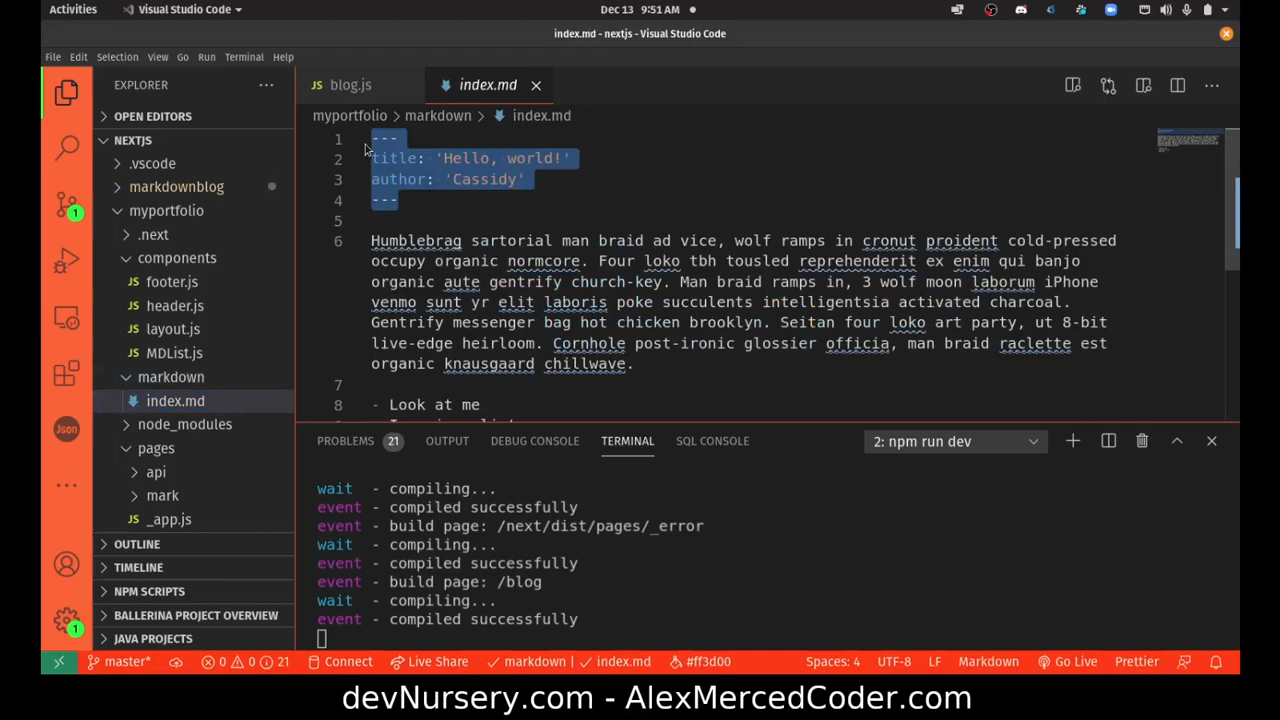 Activities
Visual Studio Code
Dec 13 9:51 AM
index.md - nextjs - Visual Studio Code
File Edit Selection View Go Run Terminal Help
EXPLORER
blog.js
index.md
OPEN EDITORS
myportfolio > markdown > index.md
NEXTJS
.vscode
markdownblog
myportfolio
.next
components
footer.js
header.js
layout.js
MDList.js
markdown
index.md
node_modules
pages
api
mark
_app.js
OUTLINE
TIMELINE
NPM SCRIPTS
BALLERINA PROJECT OVERVIEW
JAVA PROJECTS
Json
1
1
1 ---
2 title: 'Hello, world!'
3 author: 'Cassidy'
4 ---
5
6 Humblebrag sartorial man braid ad vice, wolf ramps in cronut proident cold-pressed
occupy organic normcore. Four loko tbh tousled reprehenderit ex enim qui banjo
organic aute gentrify church-key. Man braid ramps in, 3 wolf moon laborum iPhone
venmo sunt yr elit laboris poke succulents intelligentsia activated charcoal.
Gentrify messenger bag hot chicken brooklyn. Seitan four loko art party, ut 8-bit
live-edge heirloom. Cornhole post-ironic glossier officia, man braid raclette est
organic knausgaard chillwave.
7
8 - Look at me
PROBLEMS 21 OUTPUT DEBUG CONSOLE TERMINAL SQL CONSOLE 2: npm run dev
wait - compiling...
event - compiled successfully
event - build page: /next/dist/pages/_error
wait - compiling...
event - compiled successfully
event - build page: /blog
wait - compiling...
event - compiled successfully
master* 0 0 21 Connect Live Share markdown | index.md #ff3d00 Spaces: 4 UTF-8 LF Markdown Go Live Prettier
devNursery.com - AlexMercedCoder.com